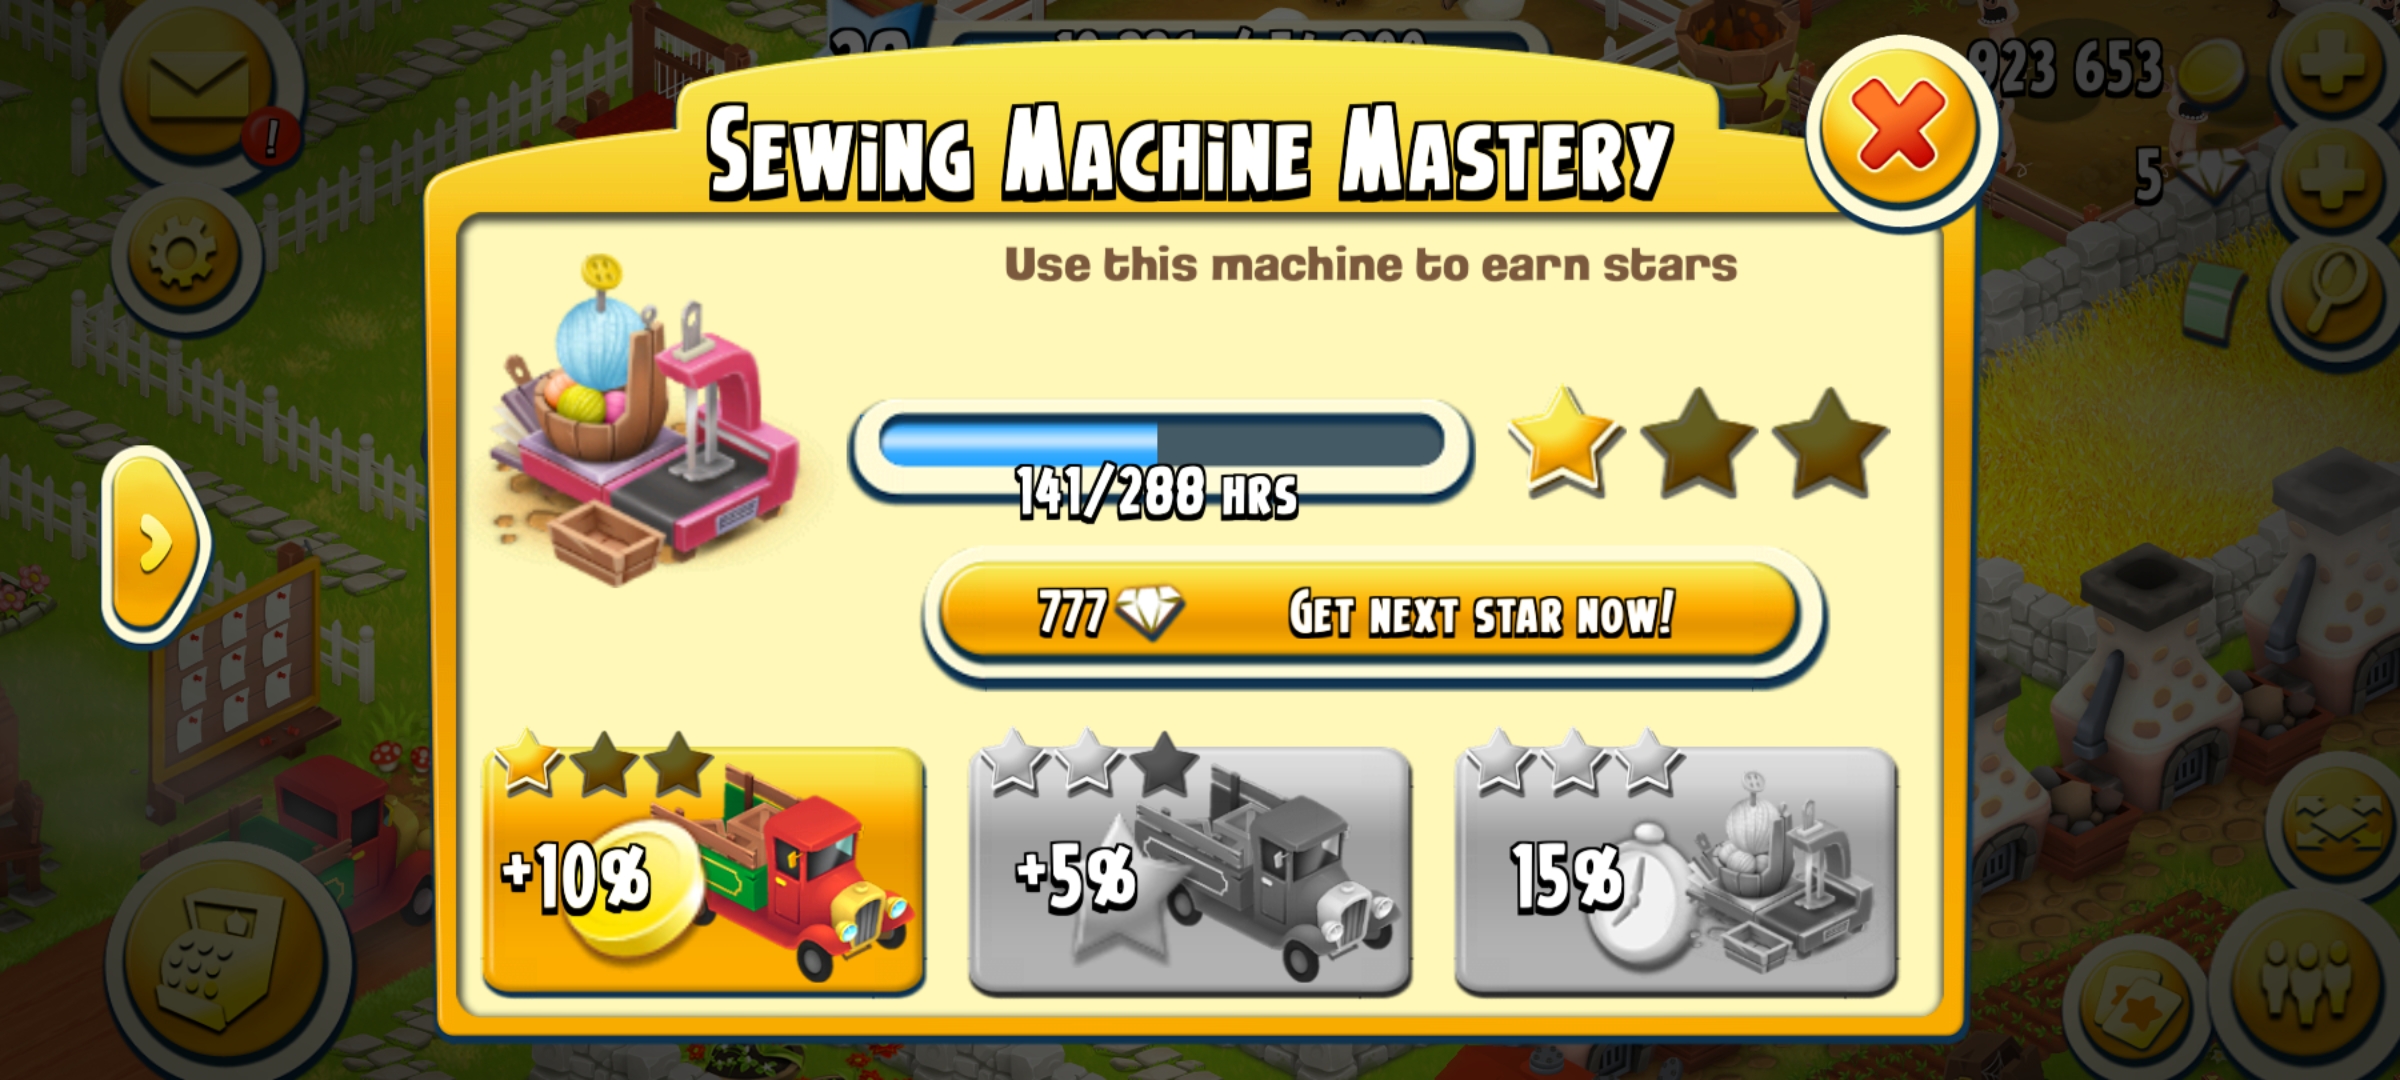 923 653
5
!
Sewing Machine Mastery
Use this machine to earn stars
141/288 hrs
777 Get next star now!
+10%
+5%
15%